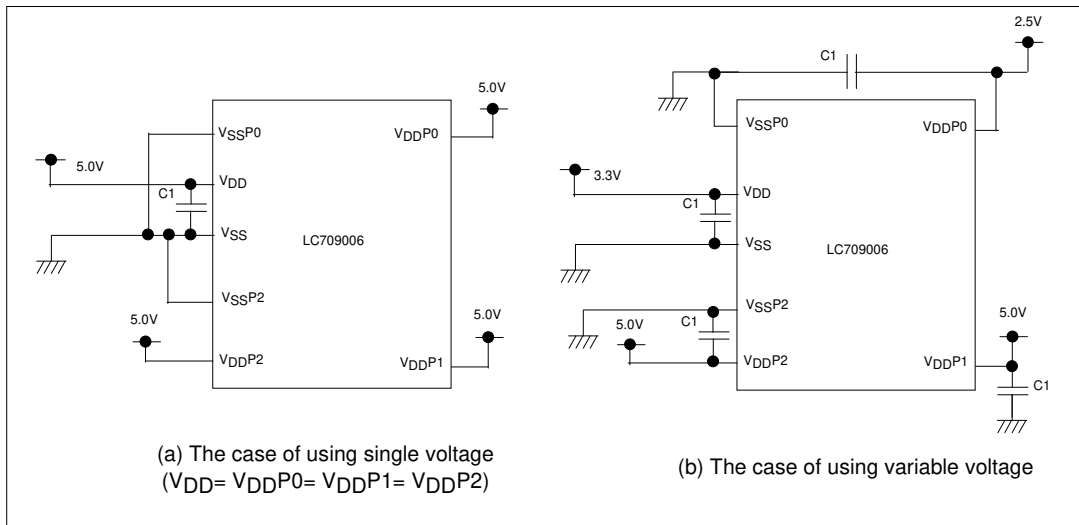 5.0V
VSSP0
VDDP0
5.0V
VDD
C1
VSS
LC709006
VSSP2
5.0V
5.0V
VDDP2
VDDP1
(a) The case of using single voltage
(VDD= VDDP0= VDDP1= VDDP2)
2.5V
C1
VSSP0
VDDP0
3.3V
VDD
C1
VSS
LC709006
VSSP2
5.0V
C1
5.0V
VDDP2
VDDP1
C1
(b) The case of using variable voltage